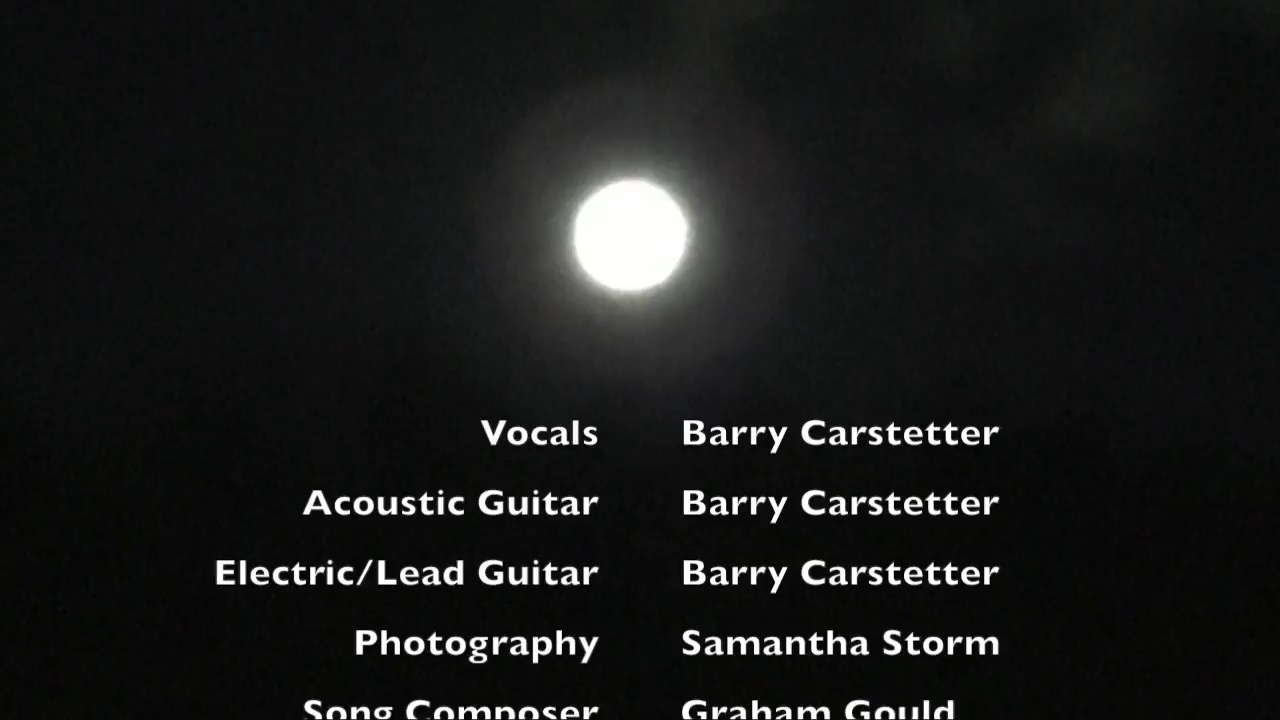 Vocals Barry Carstetter
Acoustic Guitar Barry Carstetter
Electric/Lead Guitar Barry Carstetter
Photography Samantha Storm
Song Composer Graham Gould